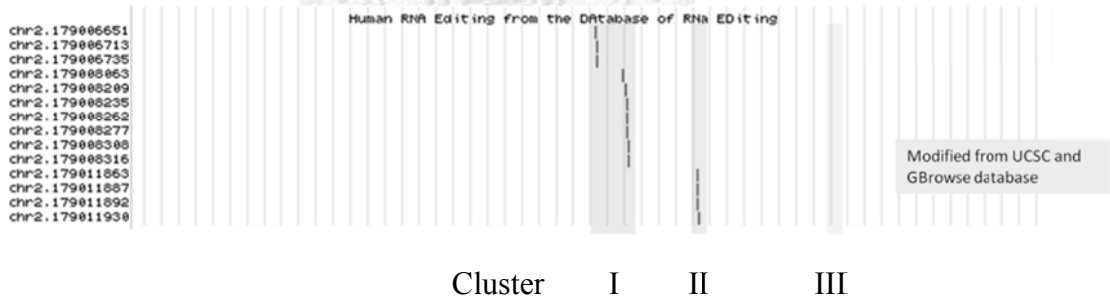 Human RNA Editing from the DAtabase of RNa EDiting
chr2.179006651
chr2.179006713
chr2.179006735
chr2.179008063
chr2.179008209
chr2.179008235
chr2.179008262
chr2.179008277
chr2.179008308
chr2.179008316
chr2.179011863
chr2.179011887
chr2.179011892
chr2.179011930
Modified from UCSC and
GBrowse database
Cluster I II III